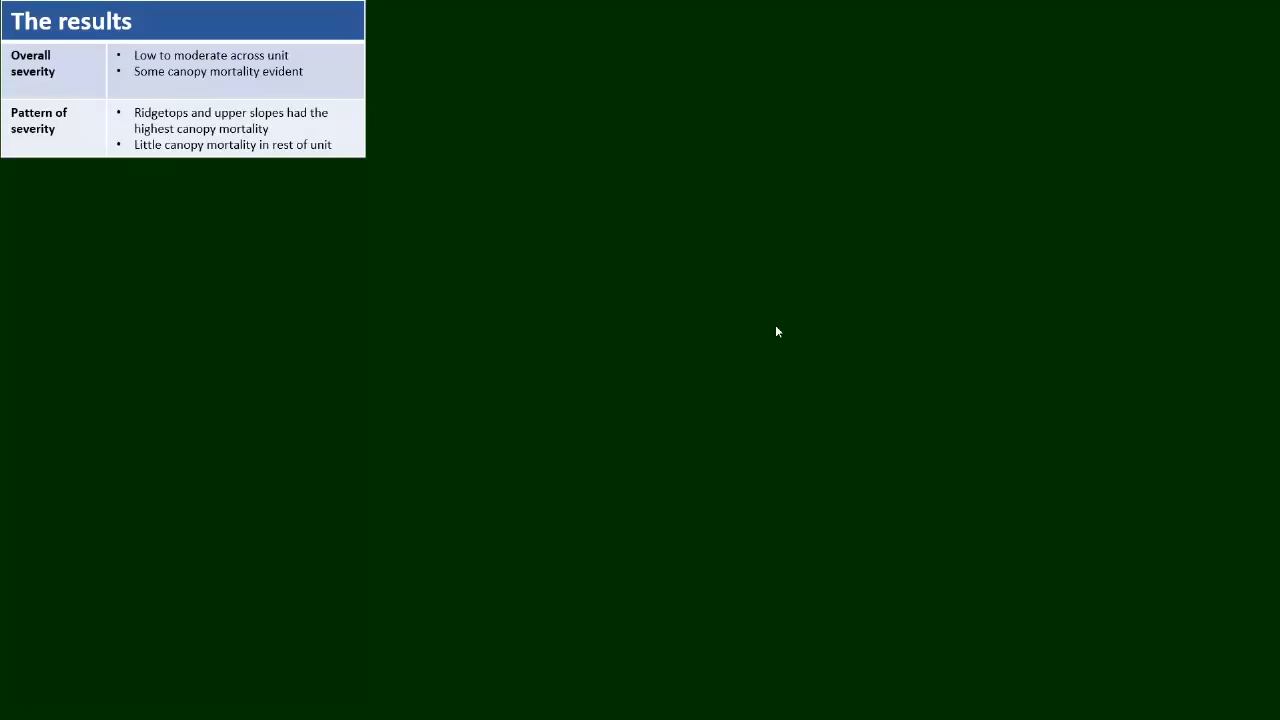 The results
Overall
severity
• Low to moderate across unit
• Some canopy mortality evident
Pattern of
severity
• Ridgetops and upper slopes had the
highest canopy mortality
• Little canopy mortality in rest of unit